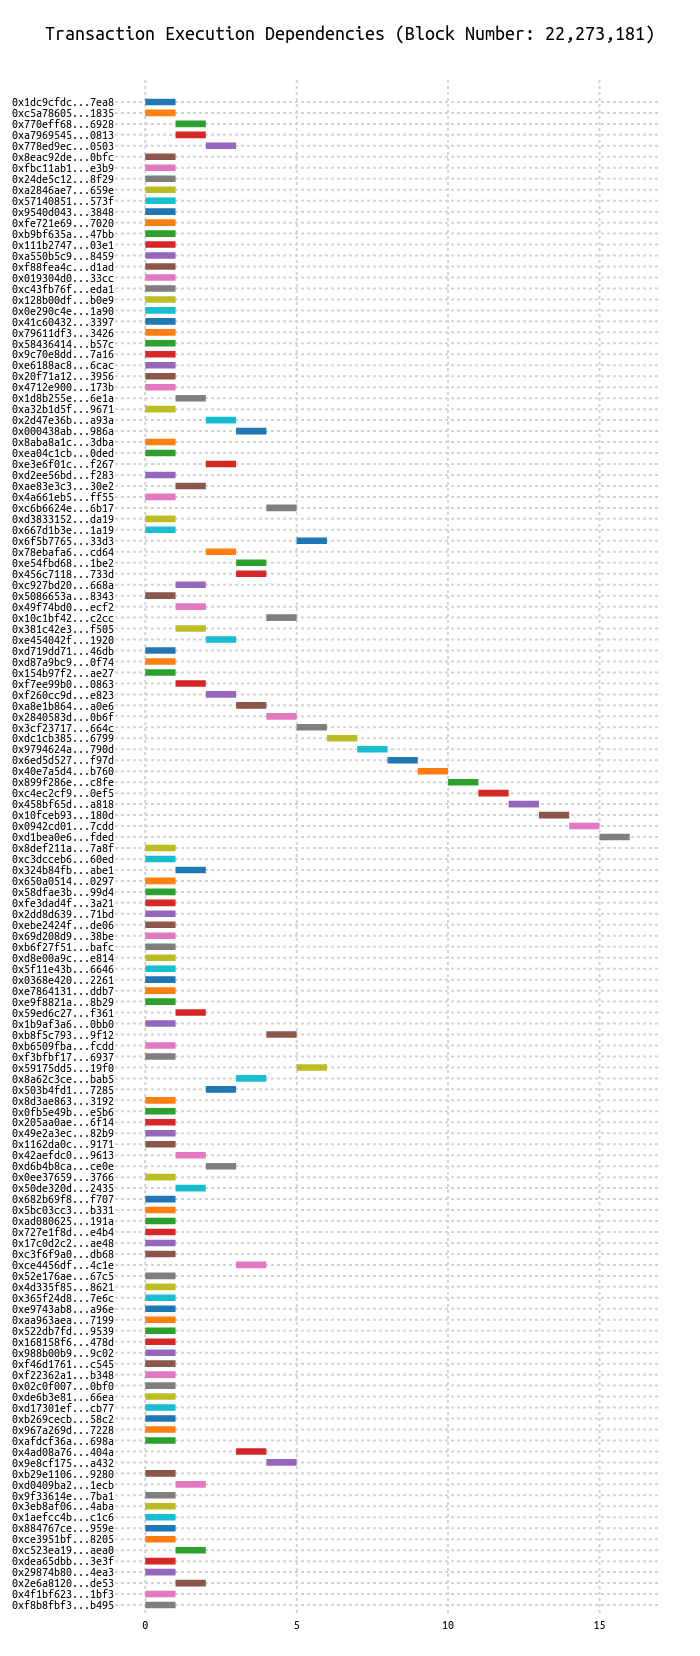 Transaction Execution Dependencies (Block Number: 22,273,181)
0x1dc9cfdc...7ea8
0xc5a78605...1835
0x770eff68...6928
0xa7969545...0813
0x778ed9ec...0503
0x8eac92de...0bfc
0xfbc11ab1...e3b9
0x24de5c12...8f29
0xa2846ae7...659e
0x57140851...573f
0x9540d043...3848
0xfe721e69...7020
0xb9bf635a...47bb
0x111b2747...03e1
0xa550b5c9...8459
0xf88fea4c...d1ad
0x019304d0...33cc
0xc43fb76f...eda1
0x128b00df...b0e9
0x0e290c4e...1a90
0x41c60432...3397
0x79611df3...3426
0x58436414...b57c
0x9c70e8dd...7a16
0xe6188ac8...6cac
0x20f71a12...3956
0x4712e900...173b
0x1d8b255e...6e1a
0xa32b1d5f...9671
0x2d47e36b...a93a
0x000438ab...986a
0x8aba8a1c...3dba
0xea04c1cb...0ded
0xe3e6f01c...f267
0xd2ee56bd...f283
0xae83e3c3...30e2
0x4a661eb5...ff55
0xc6b6624e...6b17
0xd3833152...da19
0x667d1b3e...1a19
0x6f5b7765...33d3
0x78ebafa6...cd64
0xe54fbd68...1be2
0x456c7118...733d
0xc927bd20...668a
0x5086653a...8343
0x49f74bd0...ecf2
0x10c1bf42...c2cc
0x381c42e3...f505
0xe454042f...1920
0xd719dd71...46db
0xd87a9bc9...0f74
0x154b97f2...ae27
0xf7ee99b0...0863
0xf260cc9d...e823
0xa8e1b864...a0e6
0x2840583d...0b6f
0x3cf23717...664c
0xdc1cb385...6799
0x9794624a...790d
0x6ed5d527...f97d
0x40e7a5d4...b760
0x899f286e...c8fe
0xc4ec2cf9...0ef5
0x458bf65d...a818
0x10fceb93...180d
0x0942cd01...7cdd
0xd1bea0e6...fded
0x8def211a...7a8f
0xc3dcceb6...60ed
0x324b84fb...abe1
0x650a0514...0297
0x58dfae3b...99d4
0xfe3dad4f...3a21
0x2dd8d639...71bd
0xebe2424f...de06
0x69d208d9...38be
0xb6f27f51...bafc
0xd8e00a9c...e814
0x5f11e43b...6646
0x0368e420...2261
0xe7864131...ddb7
0xe9f8821a...8b29
0x59ed6c27...f361
0x1b9af3a6...0bb0
0xb8f5c793...9f12
0xb6509fba...fcdd
0xf3bfbf17...6937
0x59175dd5...19f0
0x8a62c3ce...bab5
0x503b4fd1...7285
0x8d3ae863...3192
0x0fb5e49b...e5b6
0x205aa0ae...6f14
0x49e2a3ec...82b9
0x1162da0c...9171
0x42aefdc0...9613
0xd6b4b8ca...ce0e
0x0ee37659...3766
0x50de320d...2435
0x682b69f8...f707
0x5bc03cc3...b331
0xad080625...191a
0x727e1f8d...e4b4
0x17c0d2c2...ae48
0xc3f6f9a0...db68
0xce4456df...4c1e
0x52e176ae...67c5
0x4d335f85...8621
0x365f24d8...7e6c
0xe9743ab8...a96e
0xaa963aea...7199
0x522db7fd...9539
0x168158f6...478d
0x988b00b9...9c02
0xf46d1761...c545
0xf22362a1...b348
0x02c0f007...0bf0
0xde6b3e81...66ea
0xd17301ef...cb77
0xb269cecb...58c2
0x967a269d...7228
0xafdcf36a...698a
0x4ad08a76...404a
0x9e8cf175...a432
0xb29e1106...9280
0xd0409ba2...1ecb
0x9f33614e...7ba1
0x3eb8af06...4aba
0x1aefcc4b...c1c6
0x884767ce...959e
0xce3951bf...8205
0xc523ea19...aea0
0xdea65dbb...3e3f
0x29874b80...4ea3
0x2e6a8120...de53
0x4f1bf623...1bf3
0xf8b8fbf3...b495
0 5 10 15